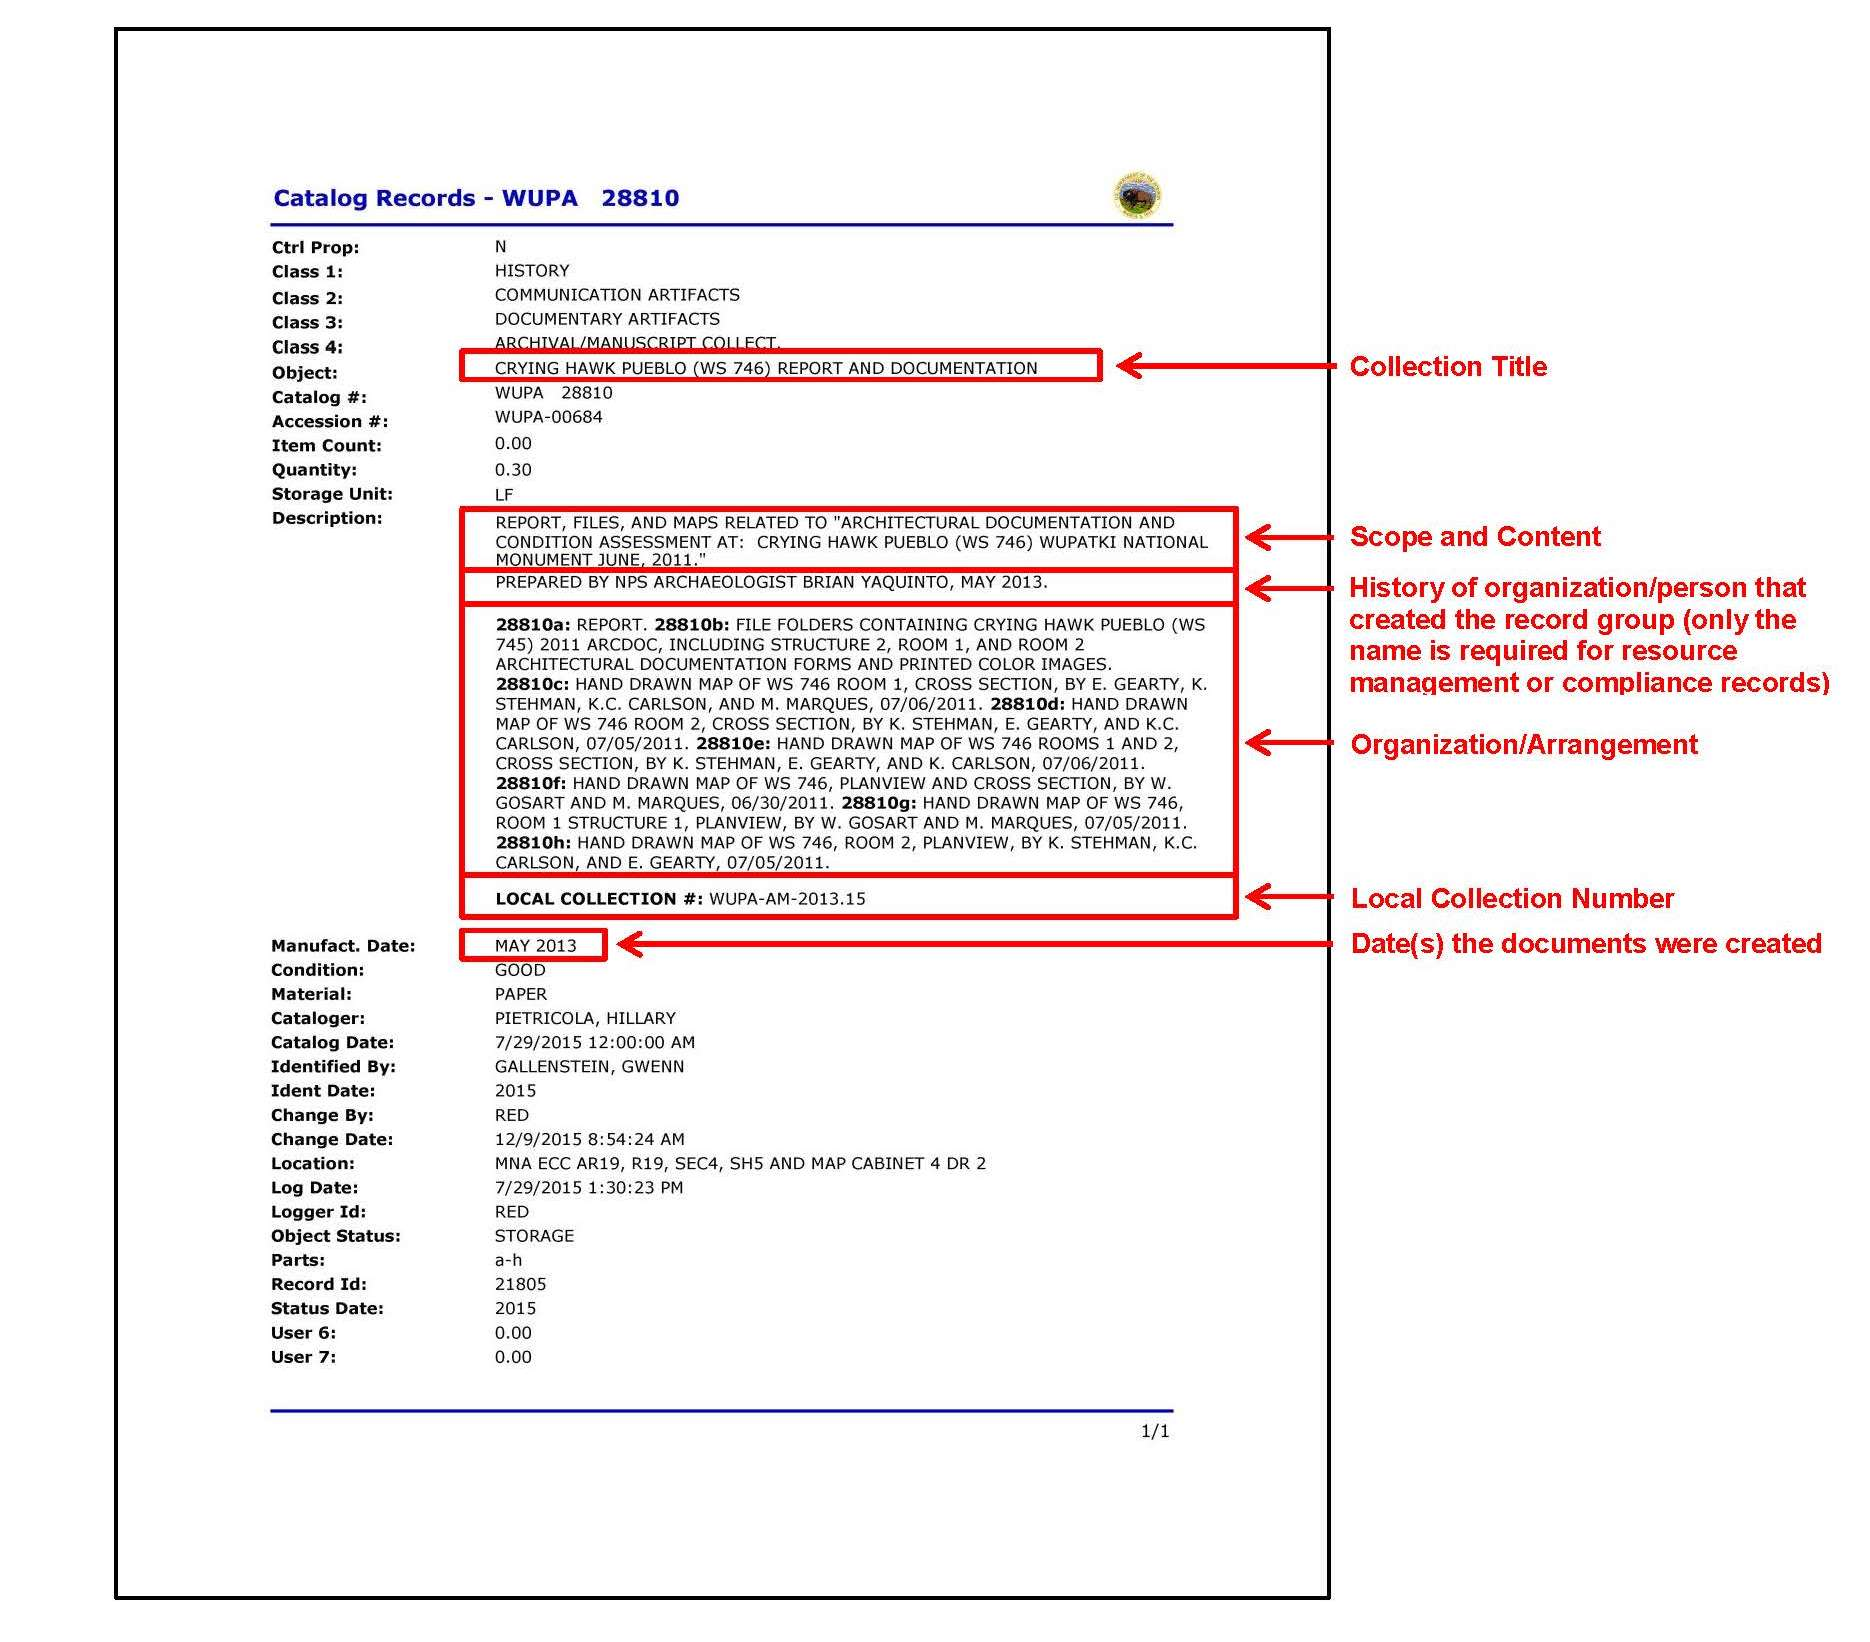 Catalog Records - WUPA 28810
Ctrl Prop: N
Class 1: HISTORY
Class 2: COMMUNICATION ARTIFACTS
Class 3: DOCUMENTARY ARTIFACTS
Class 4: ARCHIVAL/MANUSCRIPT COLLECT.
Object: CRYING HAWK PUEBLO (WS 746) REPORT AND DOCUMENTATION
Collection Title
Catalog #: WUPA 28810
Accession #: WUPA-00684
Item Count: 0.00
Quantity: 0.30
Storage Unit: LF
Description: REPORT, FILES, AND MAPS RELATED TO "ARCHITECTURAL DOCUMENTATION AND
CONDITION ASSESSMENT AT: CRYING HAWK PUEBLO (WS 746) WUPATKI NATIONAL
MONUMENT JUNE, 2011."
Scope and Content
PREPARED BY NPS ARCHAEOLOGIST BRIAN YAQUINTO, MAY 2013.
History of organization/person that
created the record group (only the
name is required for resource
management or compliance records)
28810a: REPORT. 28810b: FILE FOLDERS CONTAINING CRYING HAWK PUEBLO (WS
745) 2011 ARCDOC, INCLUDING STRUCTURE 2, ROOM 1, AND ROOM 2
ARCHITECTURAL DOCUMENTATION FORMS AND PRINTED COLOR IMAGES.
28810c: HAND DRAWN MAP OF WS 746 ROOM 1, CROSS SECTION, BY E. GEARTY, K.
STEHMAN, K.C. CARLSON, AND M. MARQUES, 07/06/2011. 28810d: HAND DRAWN
MAP OF WS 746 ROOM 2, CROSS SECTION, BY K. STEHMAN, E. GEARTY, AND K.C.
CARLSON, 07/05/2011. 28810e: HAND DRAWN MAP OF WS 746 ROOMS 1 AND 2,
CROSS SECTION, BY K. STEHMAN, E. GEARTY, AND K. CARLSON, 07/06/2011.
28810f: HAND DRAWN MAP OF WS 746, PLANVIEW AND CROSS SECTION, BY W.
GOSART AND M. MARQUES, 06/30/2011. 28810g: HAND DRAWN MAP OF WS 746,
ROOM 1 STRUCTURE 1, PLANVIEW, BY W. GOSART AND M. MARQUES, 07/05/2011.
28810h: HAND DRAWN MAP OF WS 746, ROOM 2, PLANVIEW, BY K. STEHMAN, K.C.
CARLSON, AND E. GEARTY, 07/05/2011.
Organization/Arrangement
LOCAL COLLECTION #: WUPA-AM-2013.15
Local Collection Number
Manufact. Date: MAY 2013
Date(s) the documents were created
Condition: GOOD
Material: PAPER
Cataloger: PIETRICOLA, HILLARY
Catalog Date: 7/29/2015 12:00:00 AM
Identified By: GALLENSTEIN, GWENN
Ident Date: 2015
Change By: RED
Change Date: 12/9/2015 8:54:24 AM
Location: MNA ECC AR19, R19, SEC4, SH5 AND MAP CABINET 4 DR 2
Log Date: 7/29/2015 1:30:23 PM
Logger Id: RED
Object Status: STORAGE
Parts: a-h
Record Id: 21805
Status Date: 2015
User 6: 0.00
User 7: 0.00
1/1